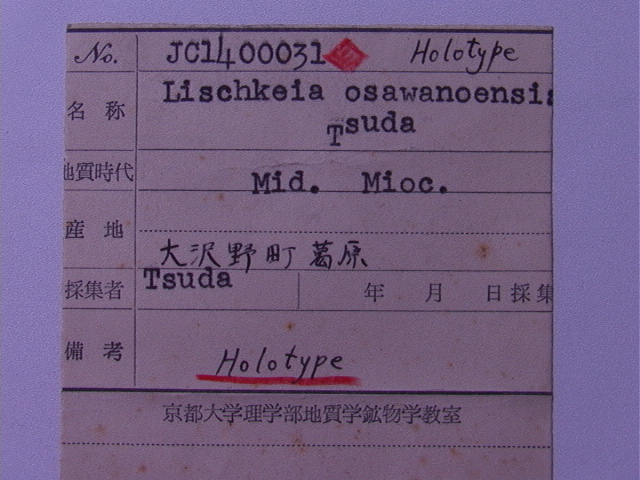 No. JC1400031 Holotype
名称 Lischkeia osawanoensis
Tsuda
地質時代 Mid. Mioc.
産地
大沢野町葛原
採集者 Tsuda 年 月 日採集
備考 Holotype
京都大学理学部地質学鉱物学教室